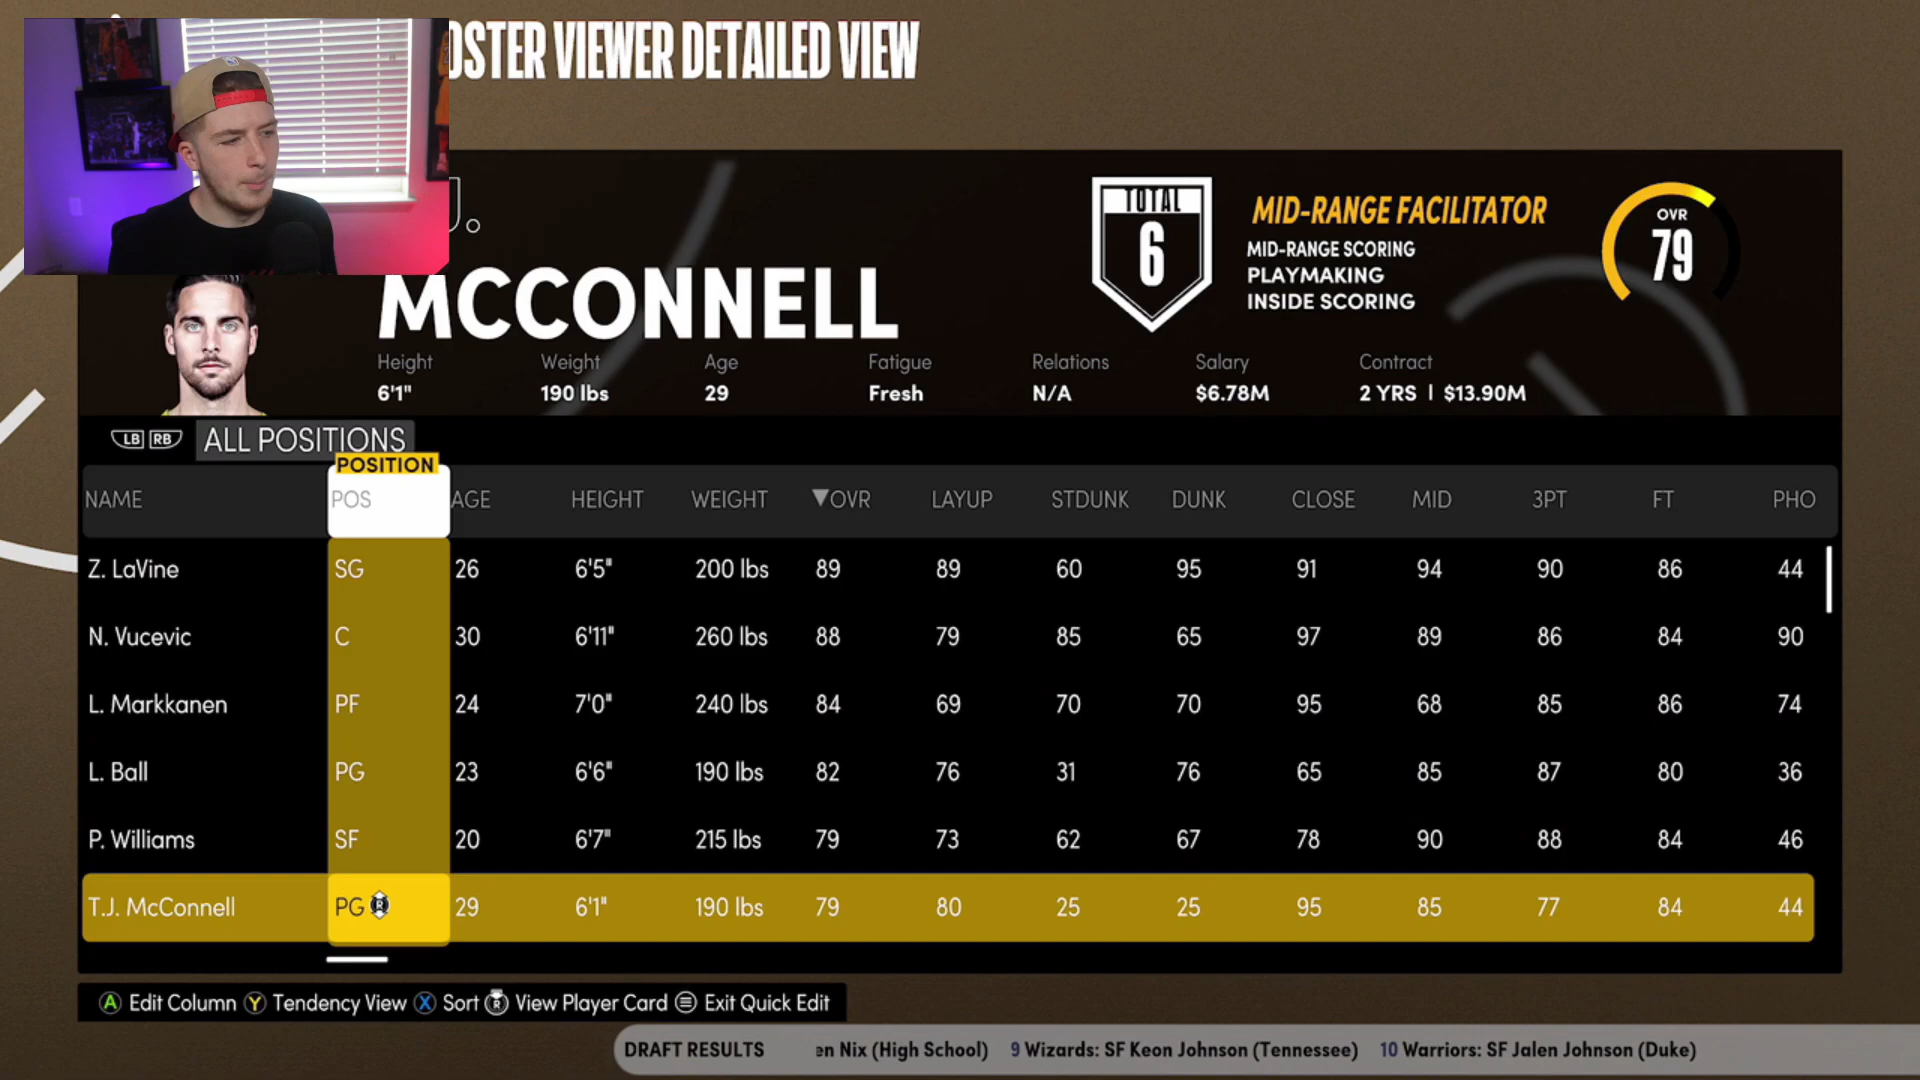 OSTER VIEWER DETAILED VIEW
J.
MCCONNELL
TOTAL
6
MID-RANGE FACILITATOR
MID-RANGE SCORING
PLAYMAKING
INSIDE SCORING
OVR
79
Height Weight Age Fatigue Relations Salary Contract
6'1" 190 lbs 29 Fresh N/A $6.78M 2 YRS | $13.90M
LB RB ALL POSITIONS
POSITION
NAME POS AGE HEIGHT WEIGHT ▼OVR LAYUP STDUNK DUNK CLOSE MID 3PT FT PHO
Z. LaVine SG 26 6'5" 200 lbs 89 89 60 95 91 94 90 86 44
N. Vucevic C 30 6'11" 260 lbs 88 79 85 65 97 89 86 84 90
L. Markkanen PF 24 7'0" 240 lbs 84 69 70 70 95 68 85 86 74
L. Ball PG 23 6'6" 190 lbs 82 76 31 76 65 85 87 80 36
P. Williams SF 20 6'7" 215 lbs 79 73 62 67 78 90 88 84 46
T.J. McConnell PG R 29 6'1" 190 lbs 79 80 25 25 95 85 77 84 44
A Edit Column Y Tendency View X Sort R View Player Card Exit Quick Edit
DRAFT RESULTS en Nix (High School) 9 Wizards: SF Keon Johnson (Tennessee) 10 Warriors: SF Jalen Johnson (Duke)